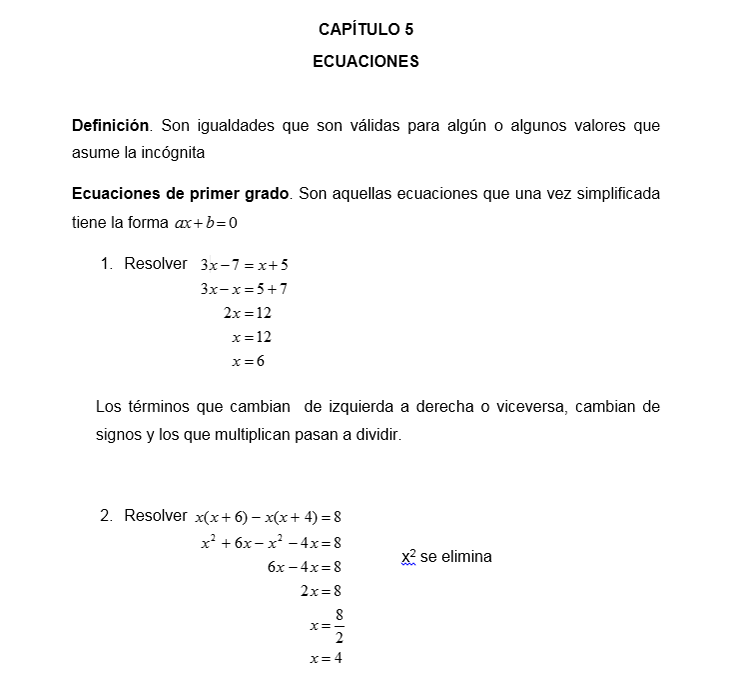 CAPÍTULO 5
ECUACIONES
Definición. Son igualdades que son válidas para algún o algunos valores que
asume la incógnita
Ecuaciones de primer grado. Son aquellas ecuaciones que una vez simplificada
tiene la forma ax+b=0
1. Resolver 3x−7=x+5
3x−x=5+7
2x=12
x=12
x=6
Los términos que cambian de izquierda a derecha o viceversa, cambian de
signos y los que multiplican pasan a dividir.
2. Resolver x(x+6)−x(x+4)=8
x²+6x−x²−4x=8
x² se elimina
6x−4x=8
2x=8
x=8/2
x=4